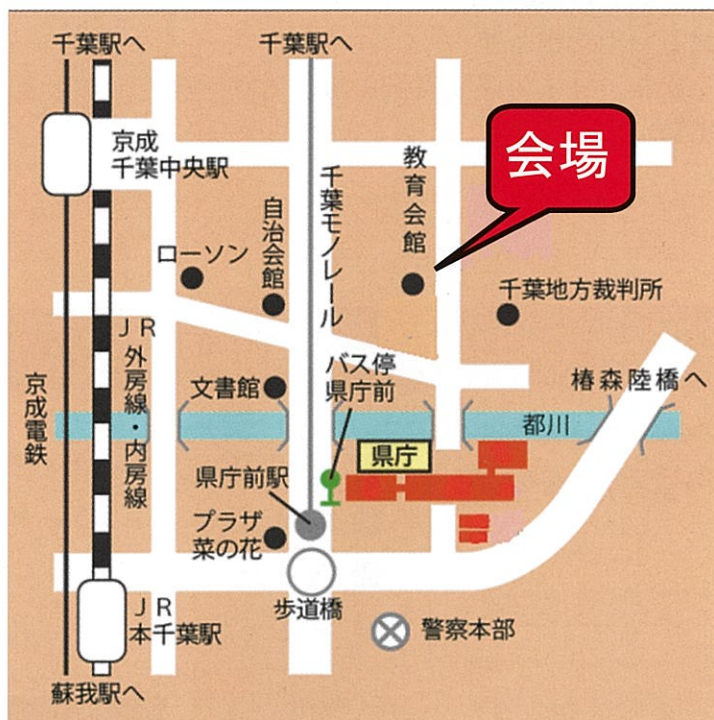 千葉駅へ
千葉駅へ
京成
千葉中央駅
教育会館
会場
千葉モノレール
自治会館
ローソン
千葉地方裁判所
JR
外房線・内房線
京成電鉄
バス停
県庁前
文書館
椿森陸橋へ
都川
県庁
県庁前駅
プラザ
菜の花
歩道橋
JR
本千葉駅
警察本部
蘇我駅へ